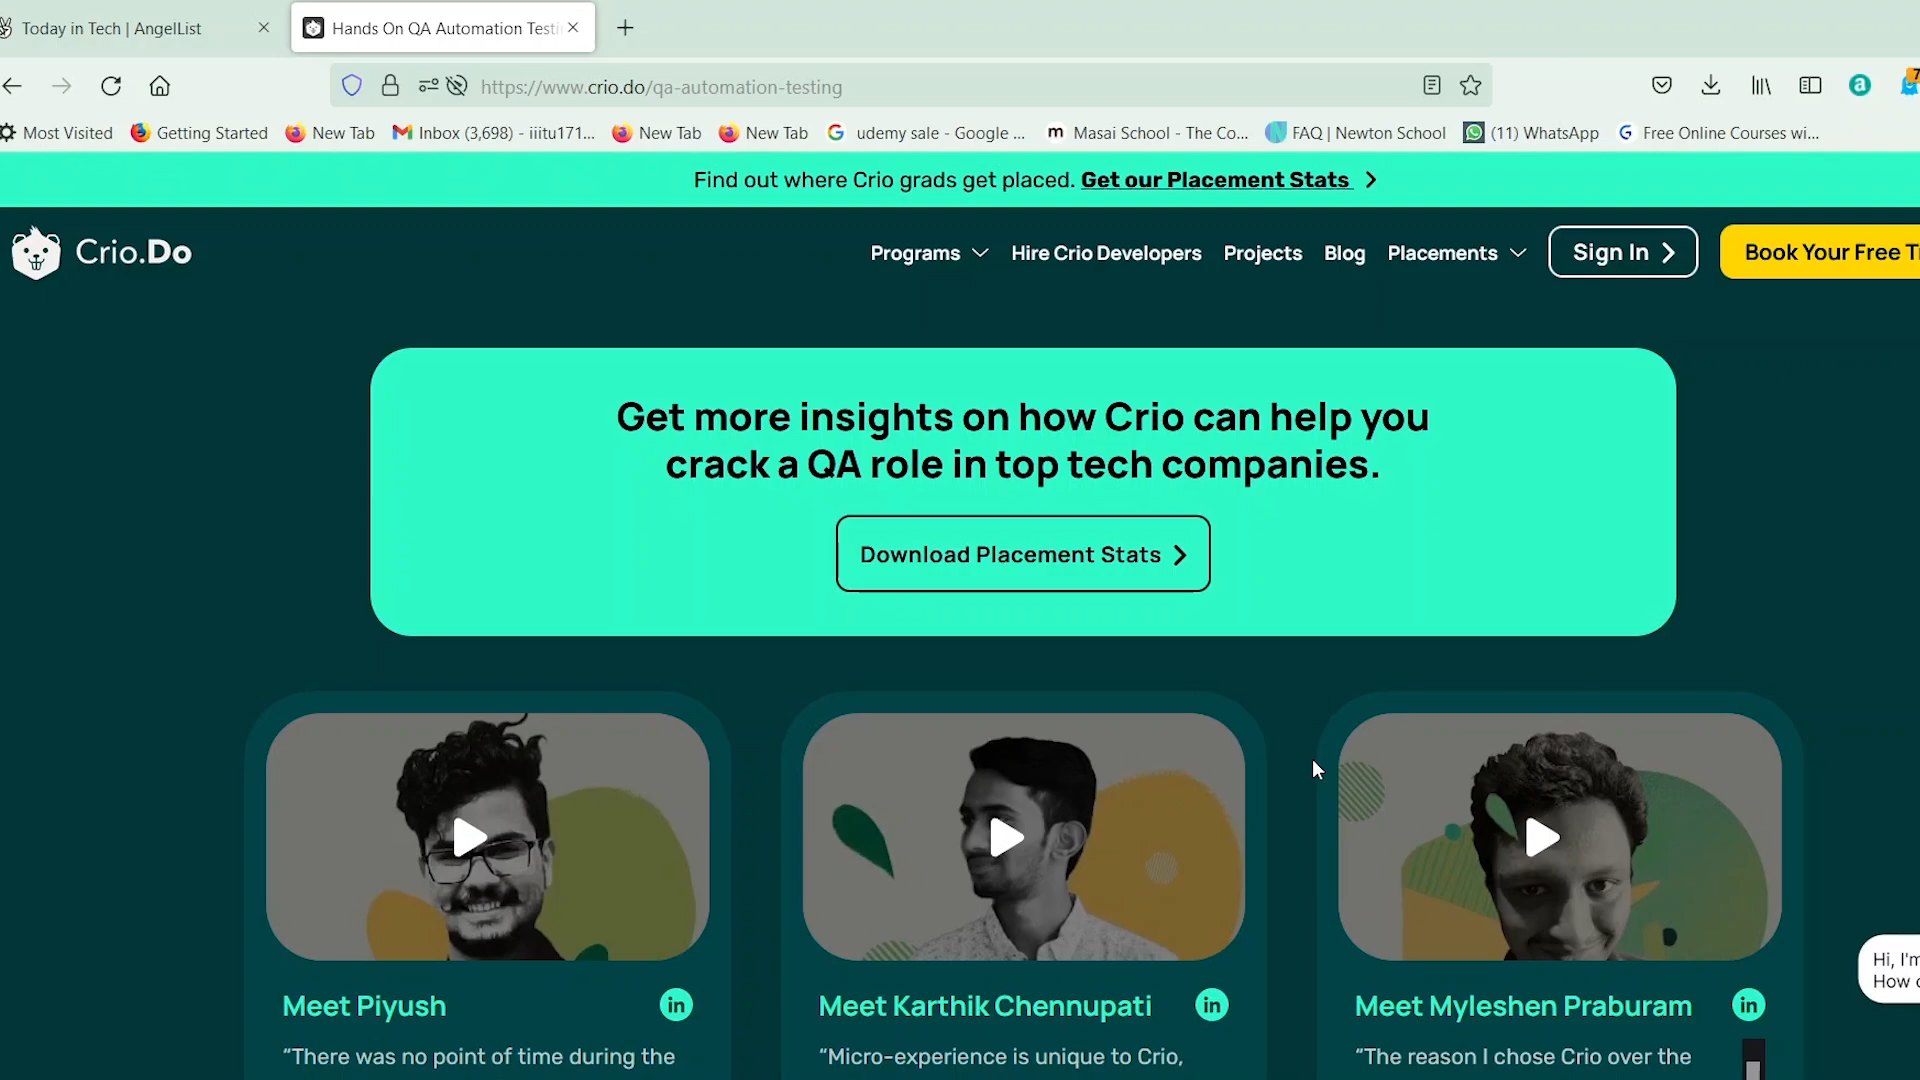 Today in Tech | AngelList
Hands On QA Automation Testi
https://www.crio.do/qa-automation-testing
Most Visited
Getting Started
New Tab
Inbox (3,698) - iiitu171...
New Tab
New Tab
udemy sale - Google ...
Masai School - The Co...
FAQ | Newton School
(11) WhatsApp
Free Online Courses wi...
Find out where Crio grads get placed. Get our Placement Stats
Crio.Do
Programs
Hire Crio Developers
Projects
Blog
Placements
Sign In
Book Your Free T
Get more insights on how Crio can help you
crack a QA role in top tech companies.
Download Placement Stats
Meet Piyush
in
Meet Karthik Chennupati
in
Meet Myleshen Praburam
in
“There was no point of time during the
“Micro-experience is unique to Crio,
“The reason I chose Crio over the
Hi, I'm
How